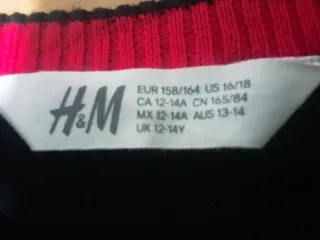 H&M
EUR 158/164 US 16/18
CA 12-14A CN 165/84
MX 12-14A AUS 13-14
UK 12-14Y